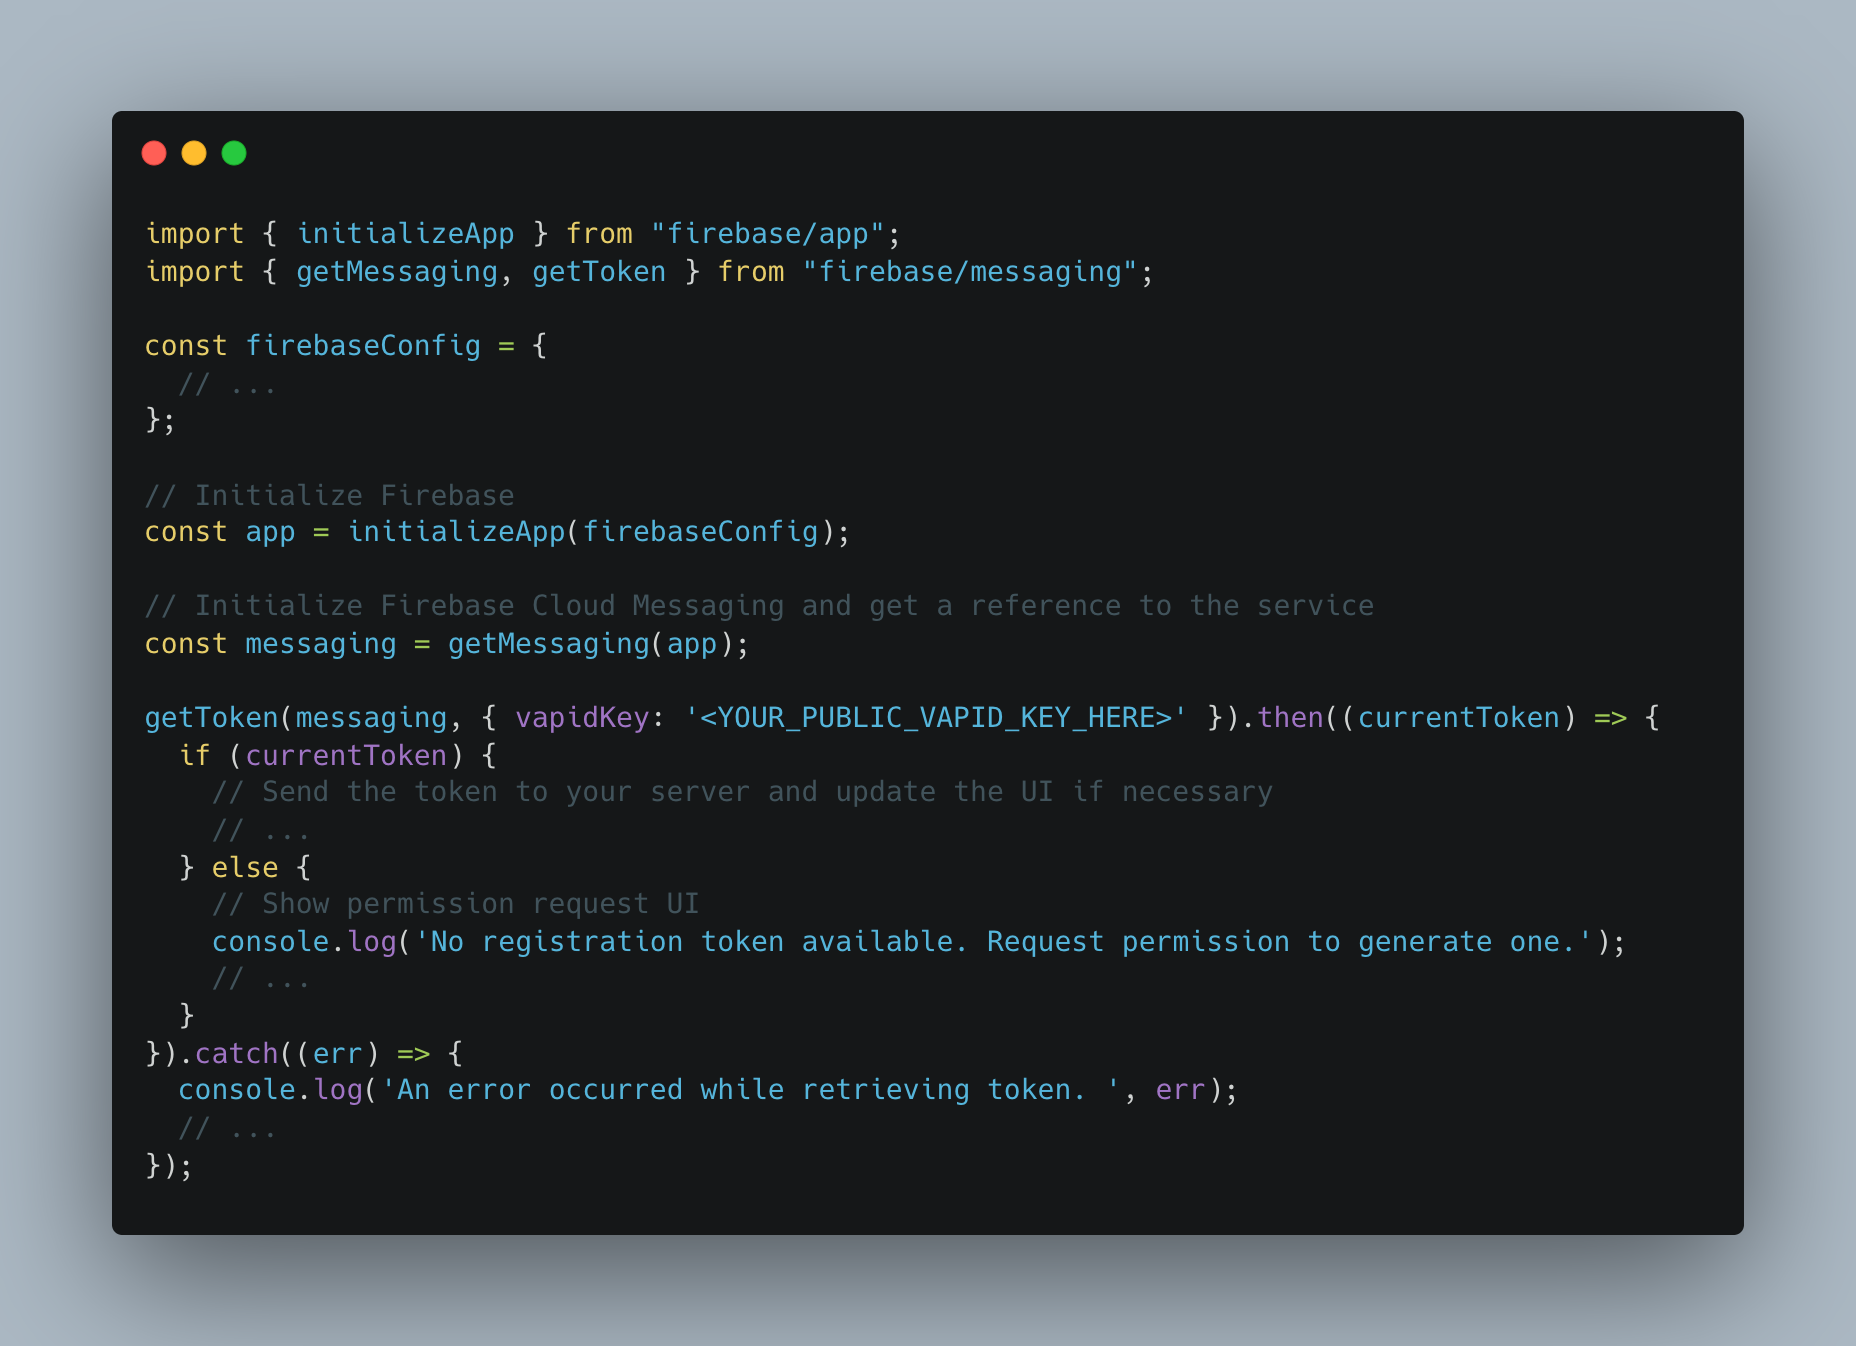 import { initializeApp } from "firebase/app";
import { getMessaging, getToken } from "firebase/messaging";
const firebaseConfig = {
  // ...
};
// Initialize Firebase
const app = initializeApp(firebaseConfig);
// Initialize Firebase Cloud Messaging and get a reference to the service
const messaging = getMessaging(app);
getToken(messaging, { vapidKey: '<YOUR_PUBLIC_VAPID_KEY_HERE>' }).then((currentToken) => {
  if (currentToken) {
    // Send the token to your server and update the UI if necessary
    // ...
  } else {
    // Show permission request UI
    console.log('No registration token available. Request permission to generate one.');
    // ...
  }
}).catch((err) => {
  console.log('An error occurred while retrieving token. ', err);
  // ...
});